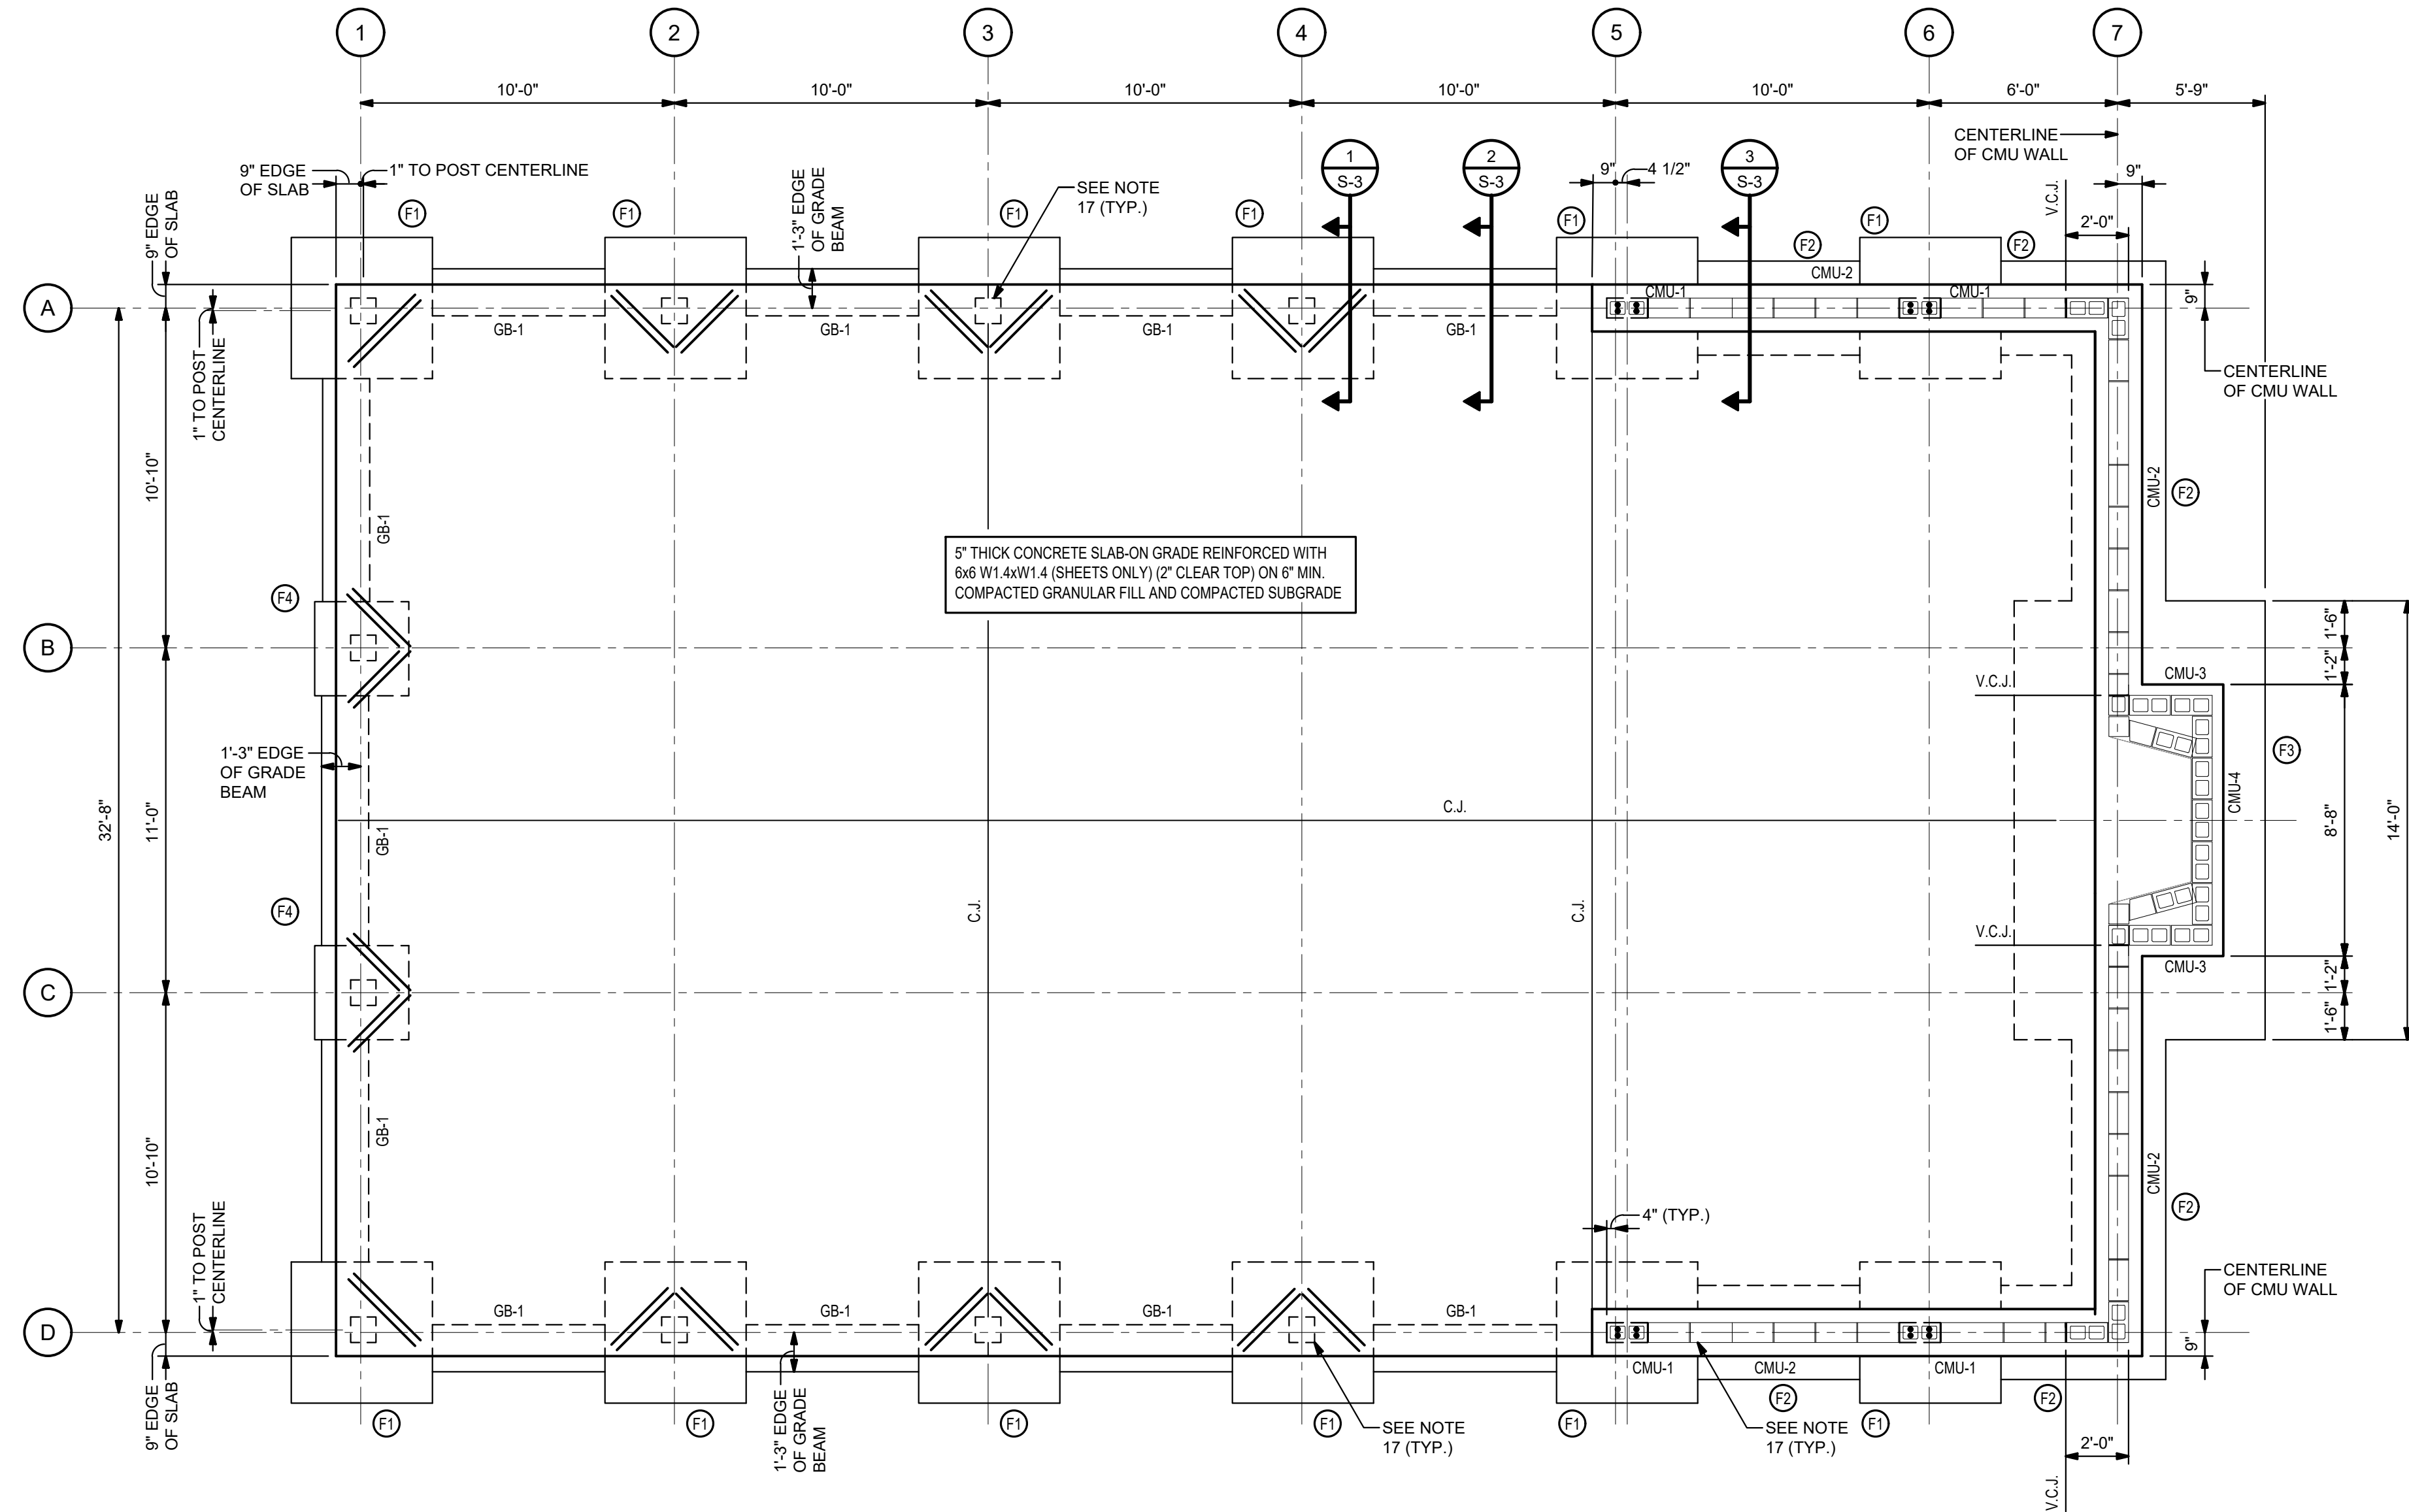 1
2
3
4
5
6
7
10'-0"
10'-0"
10'-0"
10'-0"
10'-0"
6'-0"
5'-9"
CENTERLINE
OF CMU WALL
9" EDGE
OF SLAB
1" TO POST CENTERLINE
SEE NOTE
17 (TYP.)
1
S-3
2
S-3
3
S-3
9"
4 1/2"
9"
V.C.J.
2'-0"
9" EDGE
OF SLAB
F1
F1
1'-3" EDGE
OF GRADE
BEAM
F1
F1
F1
F1
F2
F2
CMU-2
CMU-1
CMU-1
9"
A
GB-1
GB-1
GB-1
GB-1
1" TO POST
CENTERLINE
CENTERLINE
OF CMU WALL
10'-10"
GB-1
CMU-2
F2
5" THICK CONCRETE SLAB-ON GRADE REINFORCED WITH
6x6 W1.4xW1.4 (SHEETS ONLY) (2" CLEAR TOP) ON 6" MIN.
COMPACTED GRANULAR FILL AND COMPACTED SUBGRADE
F4
B
1'-6"
1'-2"
V.C.J.
CMU-3
1'-3" EDGE
OF GRADE
BEAM
F3
32'-8"
11'-0"
GB-1
C.J.
CMU-4
8'-8"
14'-0"
F4
C.J.
C.J.
V.C.J.
CMU-3
C
1'-2"
1'-6"
10'-10"
GB-1
CMU-2
F2
1" TO POST
CENTERLINE
4" (TYP.)
CENTERLINE
OF CMU WALL
GB-1
GB-1
GB-1
GB-1
D
9"
9" EDGE
OF SLAB
CMU-1
CMU-2
CMU-1
F1
F1
1'-3" EDGE
OF GRADE
BEAM
F1
F1
SEE NOTE
17 (TYP.)
F1
F2
SEE NOTE
17 (TYP.)
F1
F2
2'-0"
V.C.J.